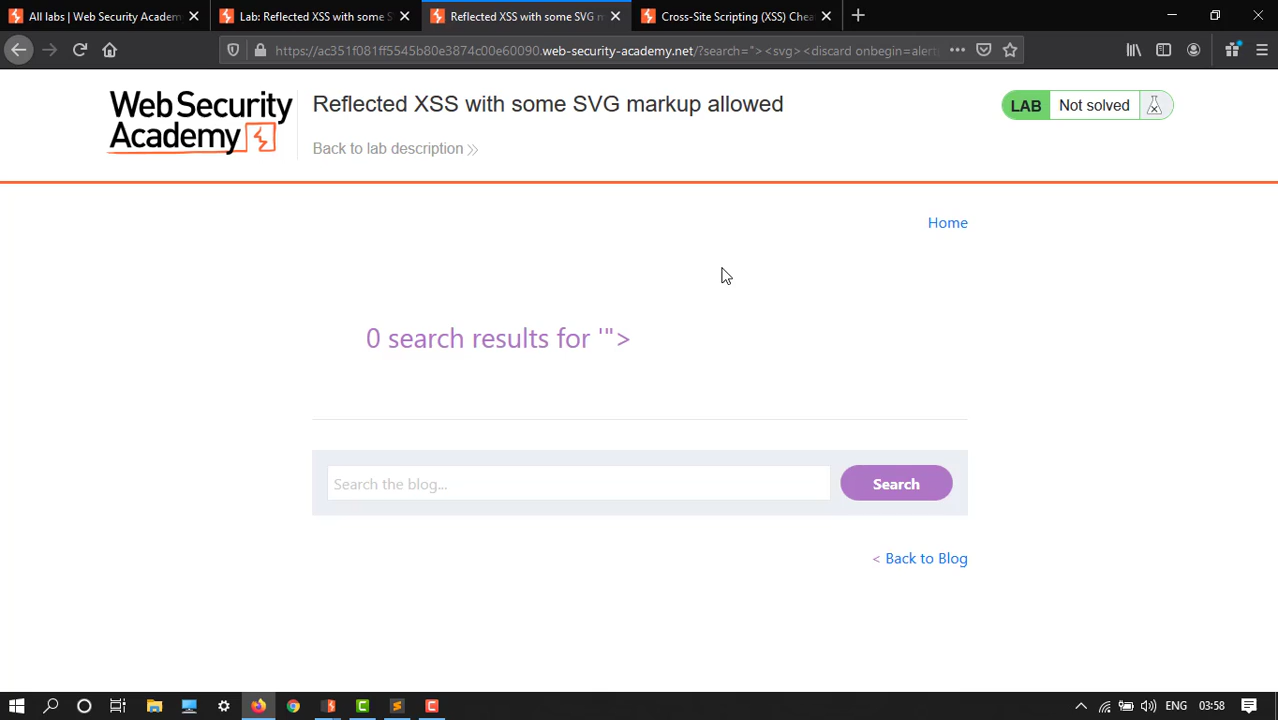 All labs | Web Security Academ
Lab: Reflected XSS with some S
Reflected XSS with some SVG m
Cross-Site Scripting (XSS) Chea
https://ac351f081ff5545b80e3874c00e60090.web-security-academy.net/?search="><svg><discard onbegin=alert
WebSecurity
Academy
Reflected XSS with some SVG markup allowed
Back to lab description
LAB
Not solved
Home
0 search results for '">
Search the blog...
Search
< Back to Blog
ENG
03:58